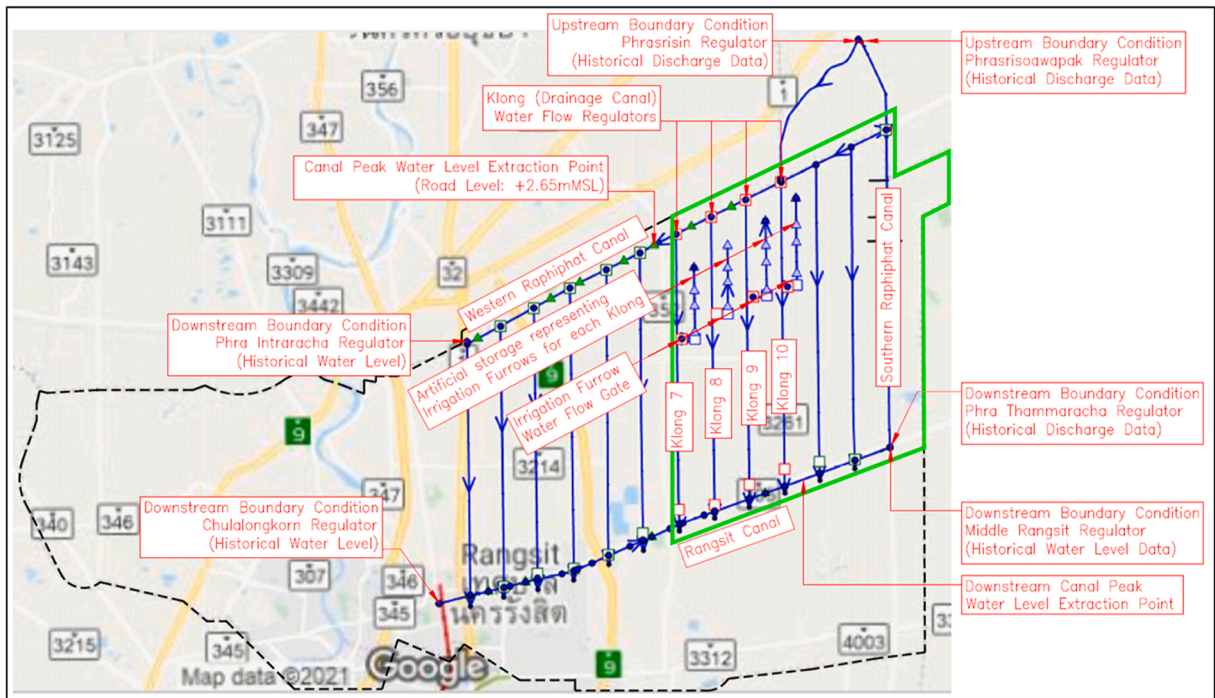 Upstream Boundary Condition
Phrasrisin Regulator
(Historical Discharge Data)
Upstream Boundary Condition
Phrasrisoawapak Regulator
(Historical Discharge Data)
Klong (Drainage Canal)
Water Flow Regulators
Canal Peak Water Level Extraction Point
(Road Level: +2.65mMSL)
356
347
1
3125
3111
3143
3309
32
3442
Western Raphiphat Canal
Southern Raphiphat Canal
Downstream Boundary Condition
Phra Intraracha Regulator
(Historical Water Level)
Artificial storage representing
Irrigation Furrows for each Klong
Irrigation Furrow
Water Flow Gate
9
9
Klong 7
Klong 8
Klong 9
Klong 10
3261
Downstream Boundary Condition
Phra Thammaracha Regulator
(Historical Discharge Data)
3214
347
340
346
Downstream Boundary Condition
Chulalongkorn Regulator
(Historical Water Level)
Rangsit Canal
Downstream Boundary Condition
Middle Rangsit Regulator
(Historical Water Level Data)
Rangsit
นครรังสิต
307
346
345
Downstream Canal Peak
Water Level Extraction Point
3215
345
4003
3312
9
Map data ©2021
Google